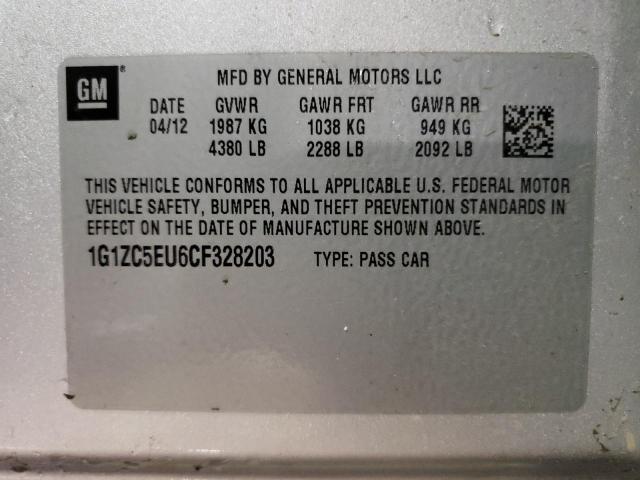 GM ® MFD BY GENERAL MOTORS LLC
DATE GVWR GAWR FRT GAWR RR
04/12 1987 KG 1038 KG 949 KG
4380 LB 2288 LB 2092 LB
THIS VEHICLE CONFORMS TO ALL APPLICABLE U.S. FEDERAL MOTOR
VEHICLE SAFETY, BUMPER, AND THEFT PREVENTION STANDARDS IN
EFFECT ON THE DATE OF MANUFACTURE SHOWN ABOVE.
1G1ZC5EU6CF328203 TYPE: PASS CAR